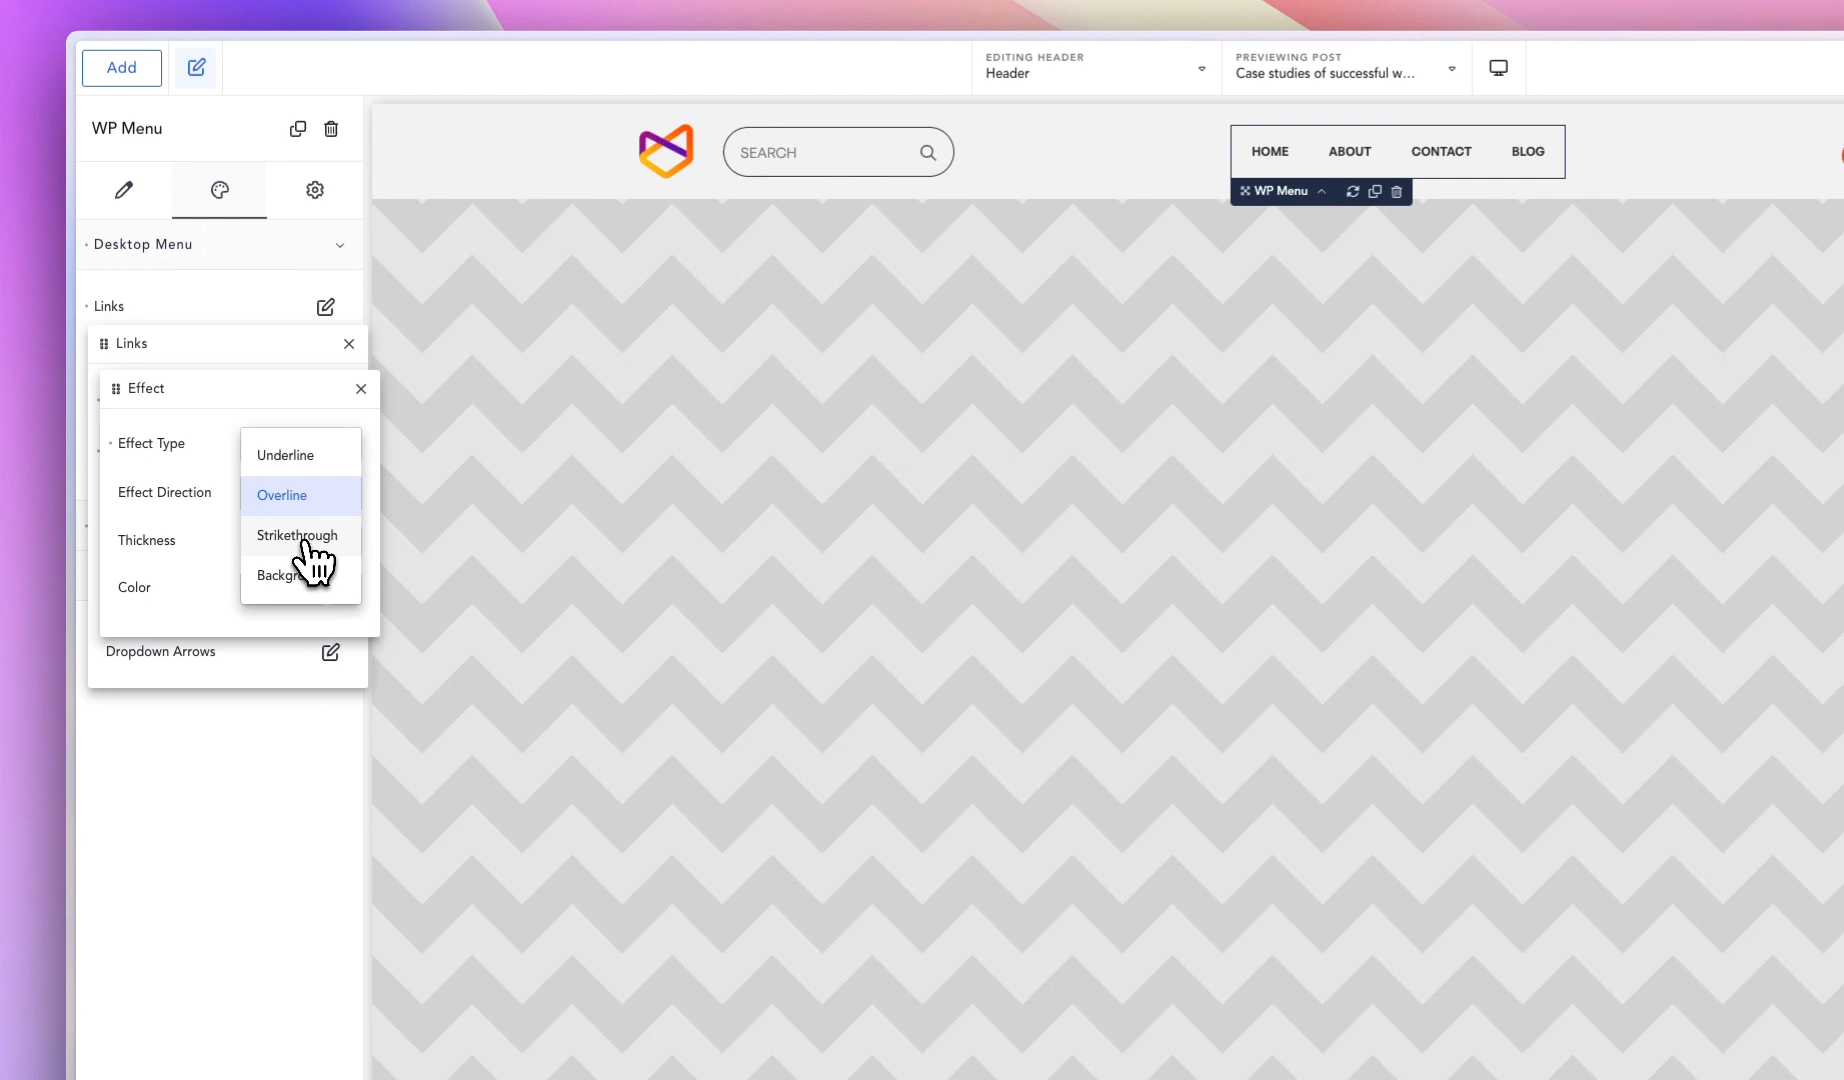 Add
EDITING HEADER
Header
PREVIEWING POST
Case studies of successful w...
WP Menu
Desktop Menu
Links
Links
Effect
Effect Type
Effect Direction
Thickness
Color
Underline
Overline
Strikethrough
Dropdown Arrows
SEARCH
HOME
ABOUT
CONTACT
BLOG
WP Menu